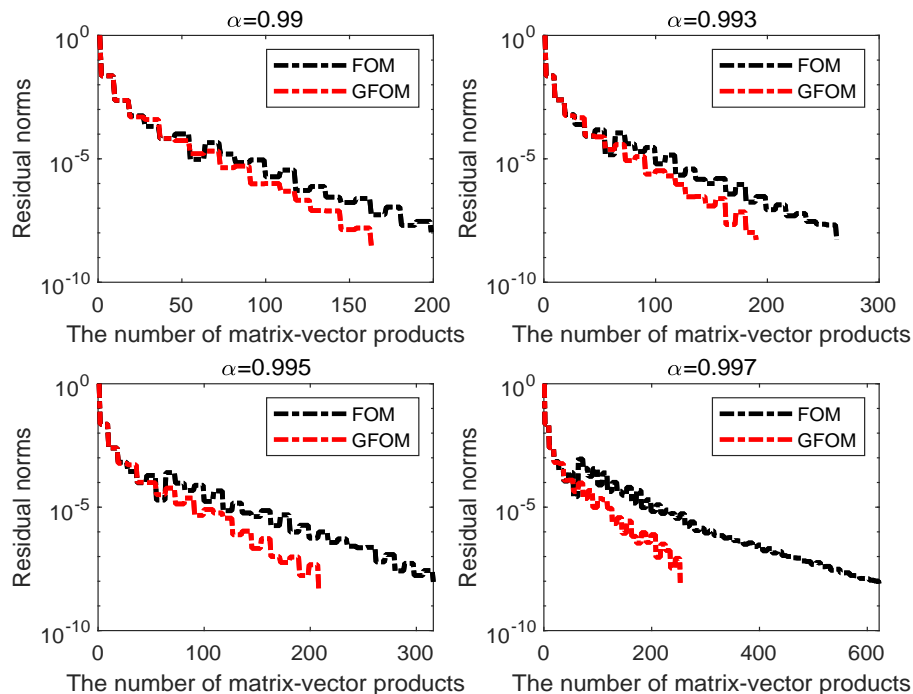 α=0.99
10^0
10^-5
10^-10
Residual norms
FOM
GFOM
0 50 100 150 200
The number of matrix-vector products
α=0.993
10^0
10^-5
10^-10
Residual norms
FOM
GFOM
0 100 200 300
The number of matrix-vector products
α=0.995
10^0
10^-5
10^-10
Residual norms
FOM
GFOM
0 100 200 300
The number of matrix-vector products
α=0.997
10^0
10^-5
10^-10
Residual norms
FOM
GFOM
0 200 400 600
The number of matrix-vector products